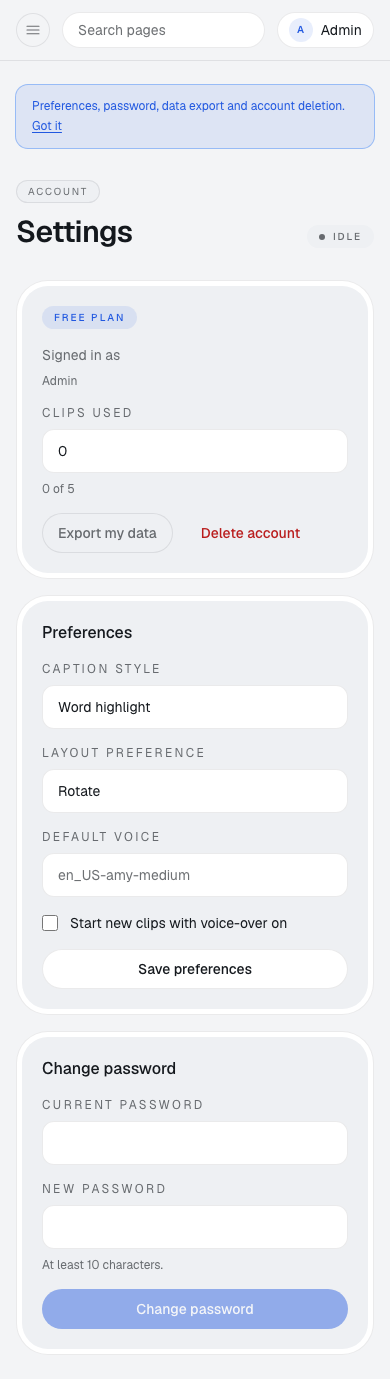 Search pages
A
Admin
Preferences, password, data export and account deletion.
Got it
ACCOUNT
Settings
IDLE
FREE PLAN
Signed in as
Admin
CLIPS USED
0
0 of 5
Export my data
Delete account
Preferences
CAPTION STYLE
Word highlight
LAYOUT PREFERENCE
Rotate
DEFAULT VOICE
en_US-amy-medium
Start new clips with voice-over on
Save preferences
Change password
CURRENT PASSWORD
NEW PASSWORD
At least 10 characters.
Change password